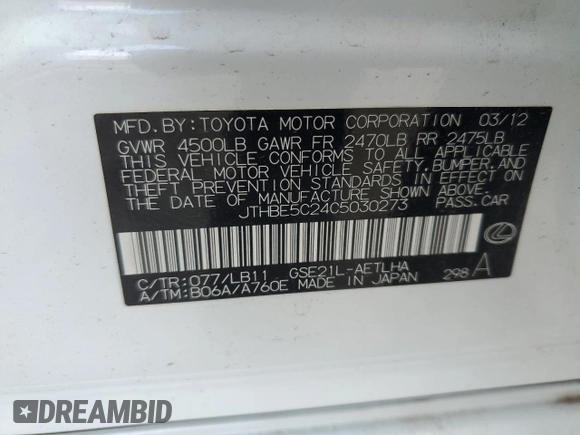 MFD.BY:TOYOTA MOTOR CORPORATION 03/12
GVWR 4500LB GAWR FR 2470LB RR 2475LB
THIS VEHICLE CONFORMS TO ALL APPLICABLE
FEDERAL MOTOR VEHICLE SAFETY,BUMPER,AND
THEFT PREVENTION STANDARDS IN EFFECT ON
THE DATE OF MANUFACTURE SHOWN ABOVE.
JTHBE5C24C5030273 PASS.CAR
C/TR:077/LB11 GSE21L-AETLHA
A/TM:B06A/A760E MADE IN JAPAN 298 A
DREAMBID